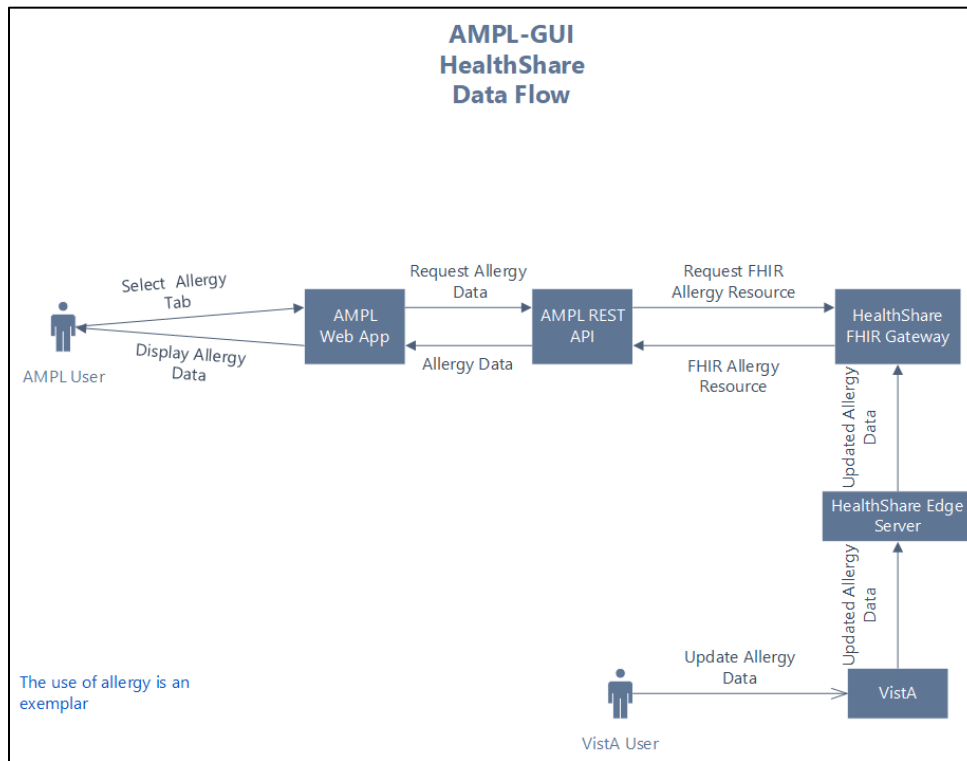 AMPL-GUI
HealthShare
Data Flow
Select Allergy
Tab
Request Allergy
Data
Request FHIR
Allergy Resource
AMPL
Web App
AMPL REST
API
HealthShare
FHIR Gateway
Display Allergy
Data
Allergy Data
FHIR Allergy
Resource
AMPL User
Updated Allergy
Data
HealthShare Edge
Server
Updated Allergy
Data
Update Allergy
Data
VistA
VistA User
The use of allergy is an
exemplar